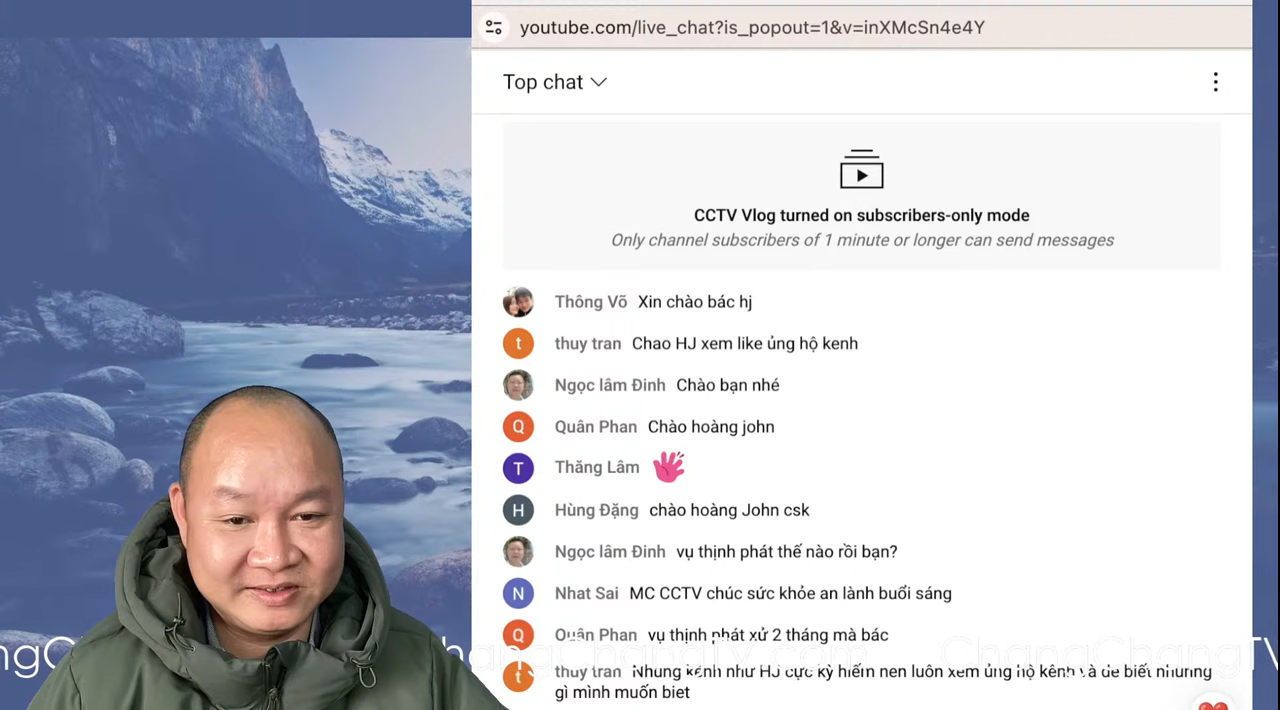 youtube.com/live_chat?is_popout=1&v=inXMcSn4e4Y
Top chat
CCTV Vlog turned on subscribers-only mode
Only channel subscribers of 1 minute or longer can send messages
Thông Võ Xin chào bác hj
t thuy tran Chao HJ xem like ủng hộ kenh
Ngọc lâm Đinh Chào bạn nhé
Q Quân Phan Chào hoàng john
T Thăng Lâm
H Hùng Đặng chào hoàng John csk
Ngọc lâm Đinh vụ thịnh phát thế nào rồi bạn?
N Nhat Sai MC CCTV chúc sức khỏe an lành buổi sáng
Q Quân Phan vụ thịnh phát xử 2 tháng mà bác
ChangChangTV.com ChangChangTV
t thuy tran Nhung kênh như HJ cực kỳ hiếm nen luôn xem ủng hộ kênh và de biết nhưng
gì mình muốn biet